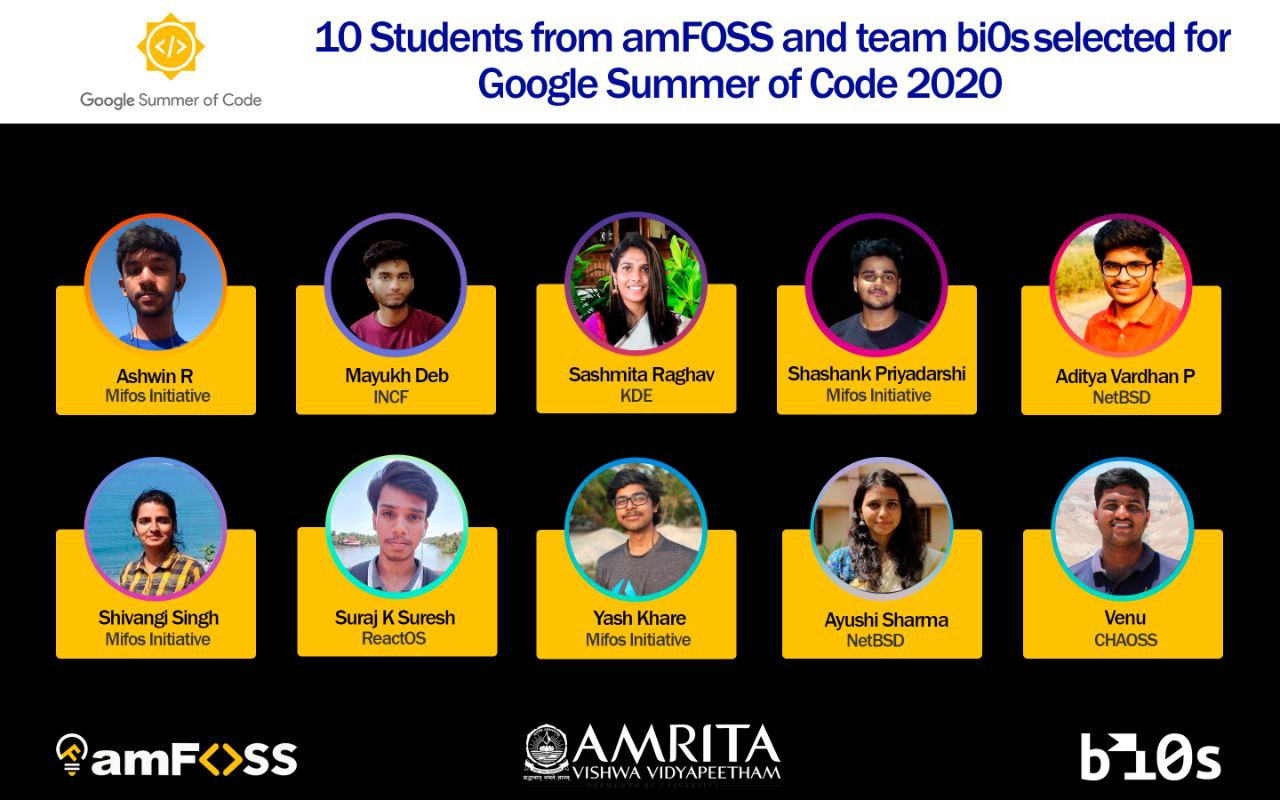 10 Students from amFOSS and team bi0s selected for
Google Summer of Code 2020
</>
Google Summer of Code
Ashwin R
Mifos Initiative
Mayukh Deb
INCF
Sashmita Raghav
KDE
Shashank Priyadarshi
Mifos Initiative
Aditya Vardhan P
NetBSD
Shivangi Singh
Mifos Initiative
Suraj K Suresh
ReactOS
Yash Khare
Mifos Initiative
Ayushi Sharma
NetBSD
Venu
CHAOSS
amFOSS
AMRITA
VISHWA VIDYAPEETHAM
bi0s